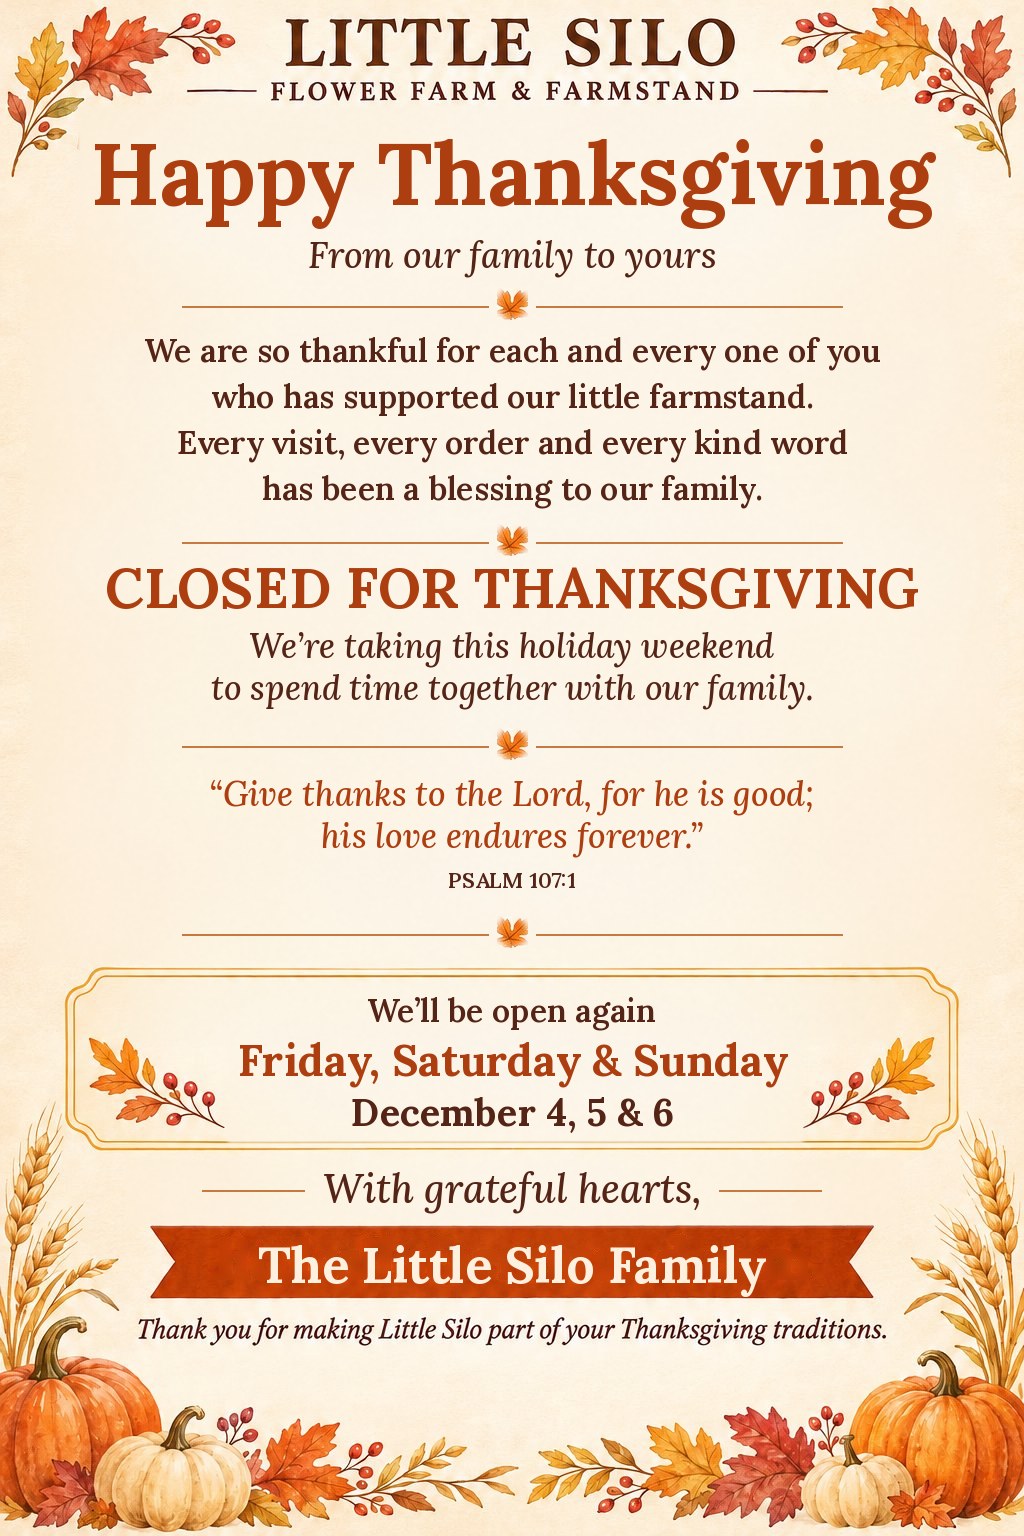 LITTLE SILO
FLOWER FARM & FARMSTAND
Happy Thanksgiving
From our family to yours
We are so thankful for each and every one of you
who has supported our little farmstand.
Every visit, every order and every kind word
has been a blessing to our family.
CLOSED FOR THANKSGIVING
We’re taking this holiday weekend
to spend time together with our family.
“Give thanks to the Lord, for he is good;
his love endures forever.”
PSALM 107:1
We’ll be open again
Friday, Saturday & Sunday
December 4, 5 & 6
With grateful hearts,
The Little Silo Family
Thank you for making Little Silo part of your Thanksgiving traditions.